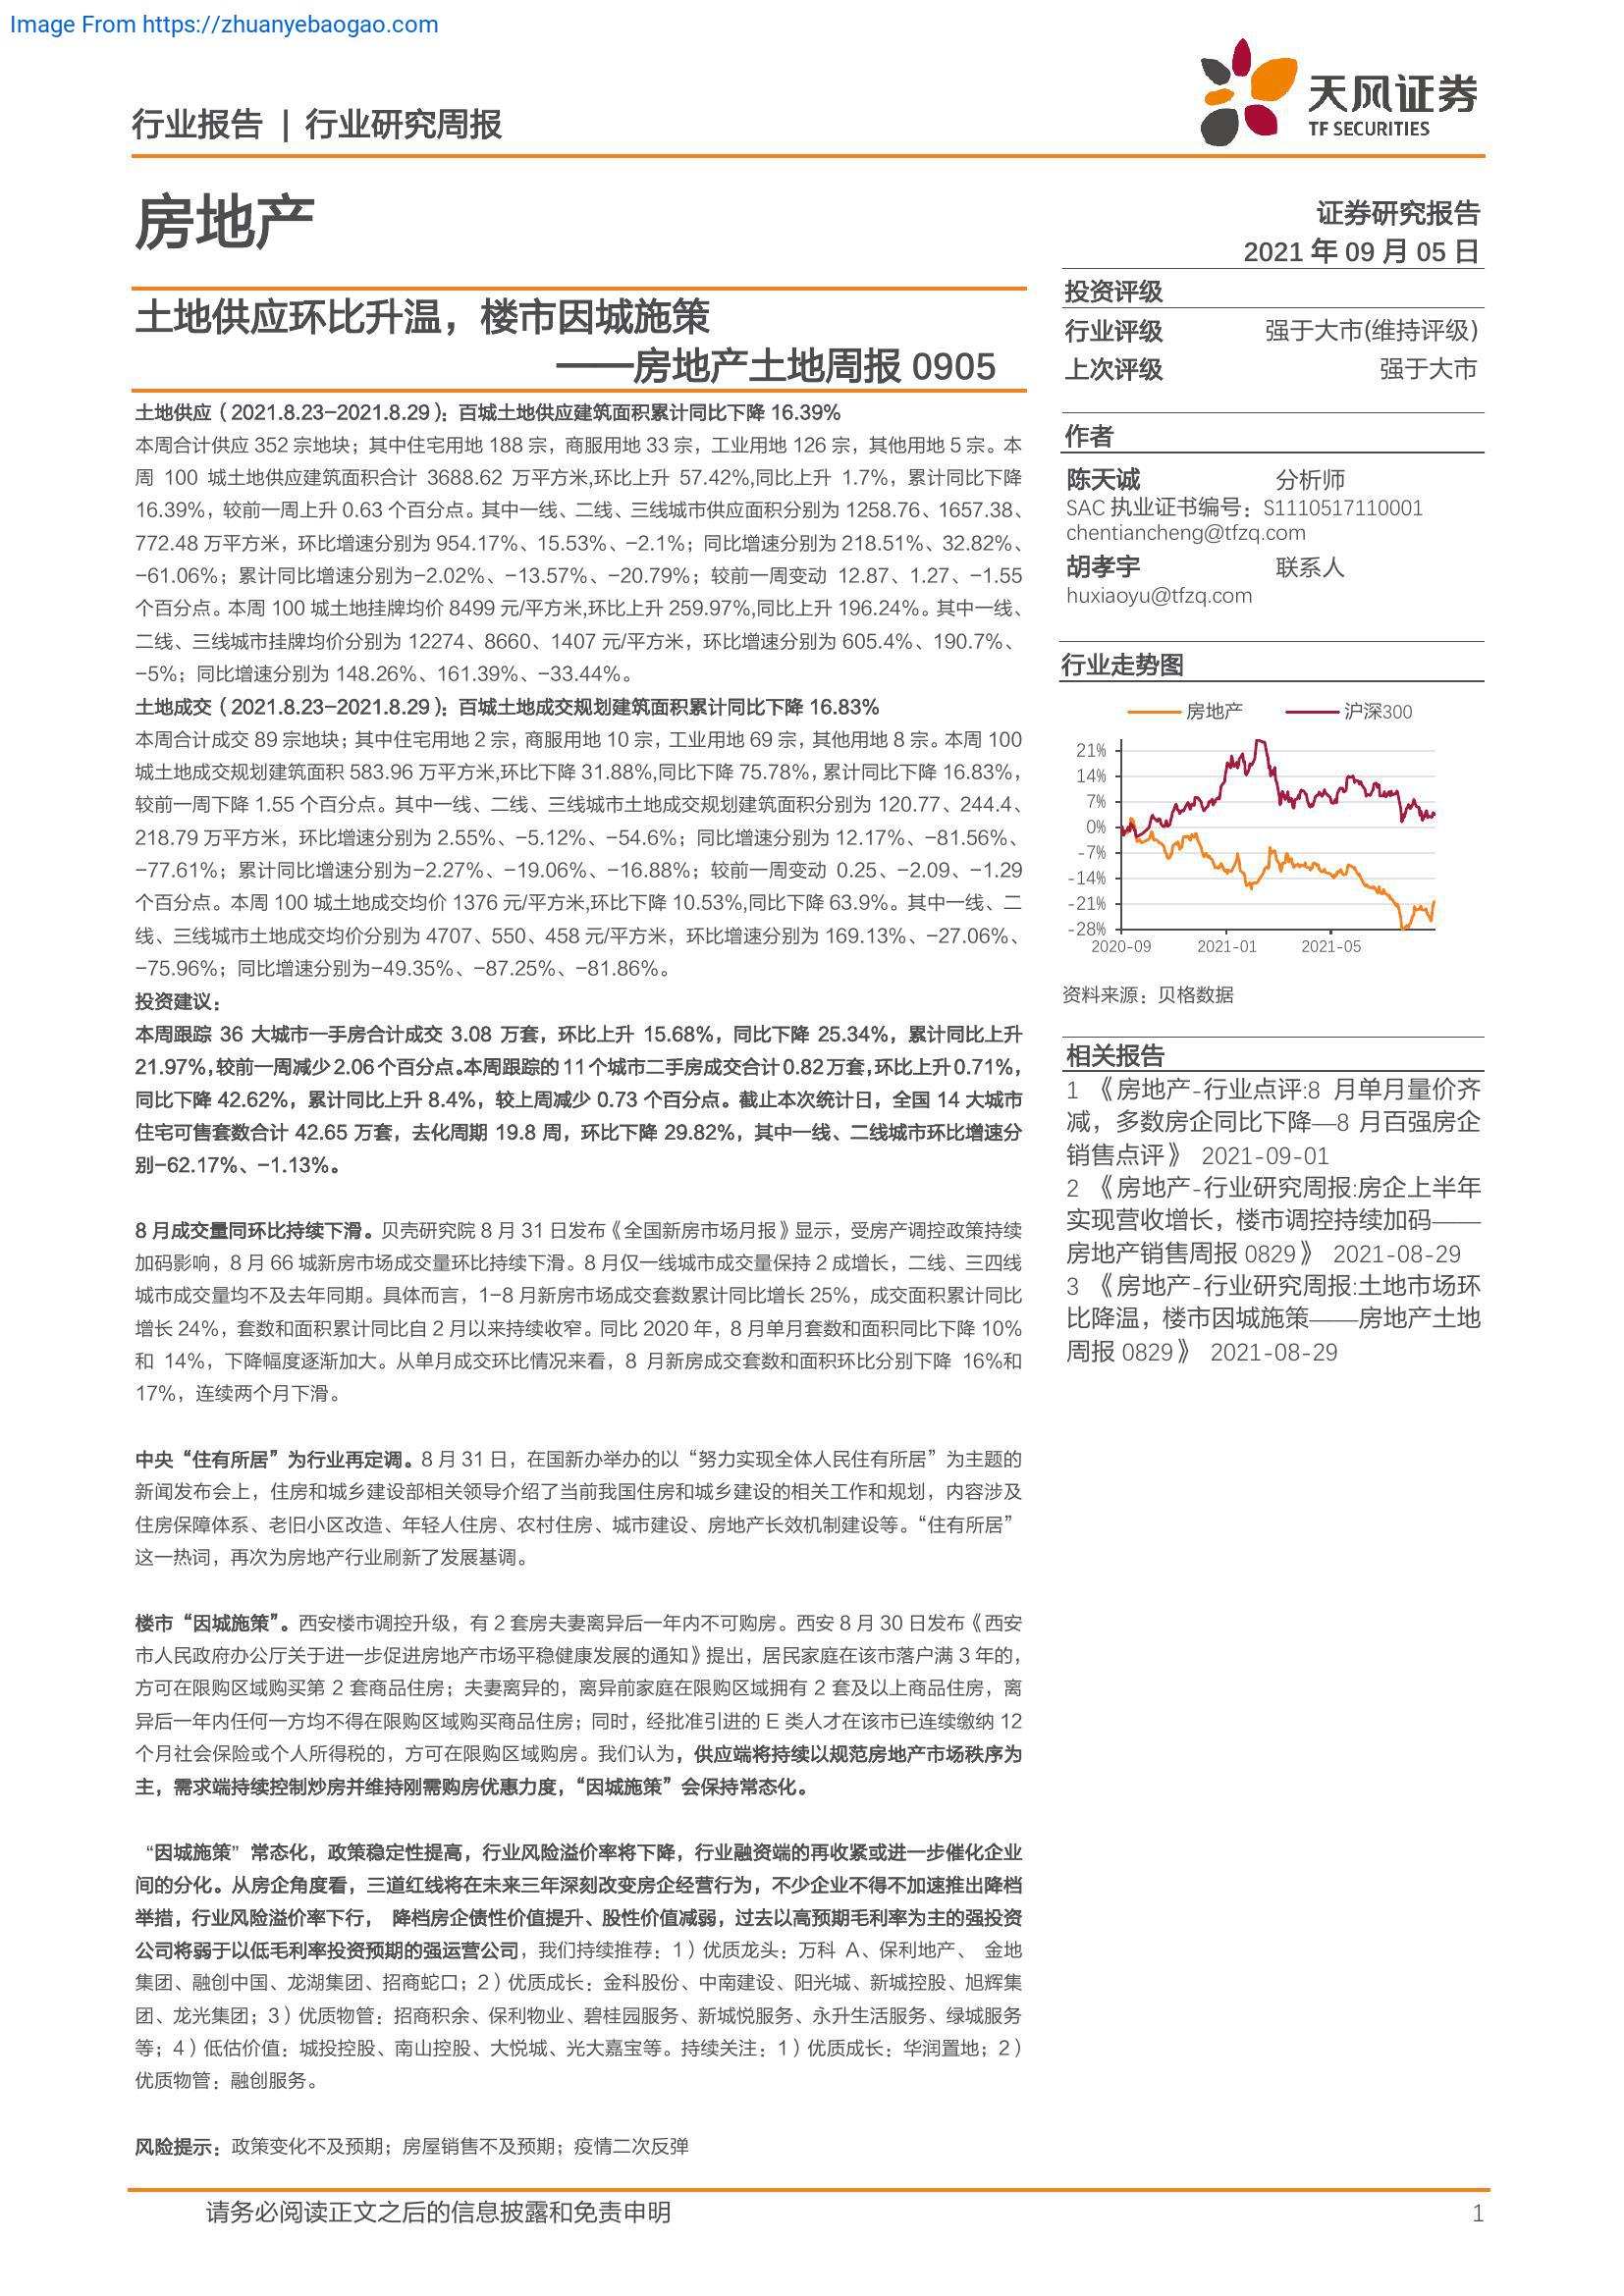 Image From https://zhuanyebaogao.com
行业报告 | 行业研究周报
天风证券
TF SECURITIES
房地产
证券研究报告
2021 年 09 月 05 日
土地供应环比升温，楼市因城施策
——房地产土地周报 0905
土地供应（2021.8.23-2021.8.29）：百城土地供应建筑面积累计同比下降 16.39%
本周合计供应 352 宗地块；其中住宅用地 188 宗，商服用地 33 宗，工业用地 126 宗，其他用地 5 宗。本
周 100 城土地供应建筑面积合计 3688.62 万平方米,环比上升 57.42%,同比上升 1.7%，累计同比下降
16.39%，较前一周上升 0.63 个百分点。其中一线、二线、三线城市供应面积分别为 1258.76、1657.38、
772.48 万平方米，环比增速分别为 954.17%、15.53%、-2.1%；同比增速分别为 218.51%、32.82%、
-61.06%；累计同比增速分别为-2.02%、-13.57%、-20.79%；较前一周变动 12.87、1.27、-1.55
个百分点。本周 100 城土地挂牌均价 8499 元/平方米,环比上升 259.97%,同比上升 196.24%。其中一线、
二线、三线城市挂牌均价分别为 12274、8660、1407 元/平方米，环比增速分别为 605.4%、190.7%、
-5%；同比增速分别为 148.26%、161.39%、-33.44%。
土地成交（2021.8.23-2021.8.29）：百城土地成交规划建筑面积累计同比下降 16.83%
本周合计成交 89 宗地块；其中住宅用地 2 宗，商服用地 10 宗，工业用地 69 宗，其他用地 8 宗。本周 100
城土地成交规划建筑面积 583.96 万平方米,环比下降 31.88%,同比下降 75.78%，累计同比下降 16.83%，
较前一周下降 1.55 个百分点。其中一线、二线、三线城市土地成交规划建筑面积分别为 120.77、244.4、
218.79 万平方米，环比增速分别为 2.55%、-5.12%、-54.6%；同比增速分别为 12.17%、-81.56%、
-77.61%；累计同比增速分别为-2.27%、-19.06%、-16.88%；较前一周变动 0.25、-2.09、-1.29
个百分点。本周 100 城土地成交均价 1376 元/平方米,环比下降 10.53%,同比下降 63.9%。其中一线、二
线、三线城市土地成交均价分别为 4707、550、458 元/平方米，环比增速分别为 169.13%、-27.06%、
-75.96%；同比增速分别为-49.35%、-87.25%、-81.86%。
投资建议：
本周跟踪 36 大城市一手房合计成交 3.08 万套，环比上升 15.68%，同比下降 25.34%，累计同比上升
21.97%，较前一周减少 2.06 个百分点。本周跟踪的 11 个城市二手房成交合计 0.82 万套，环比上升 0.71%，
同比下降 42.62%，累计同比上升 8.4%，较上周减少 0.73 个百分点。截止本次统计日，全国 14 大城市
住宅可售套数合计 42.65 万套，去化周期 19.8 周，环比下降 29.82%，其中一线、二线城市环比增速分
别-62.17%、-1.13%。
8 月成交量同环比持续下滑。贝壳研究院 8 月 31 日发布《全国新房市场月报》显示，受房产调控政策持续
加码影响，8 月 66 城新房市场成交量环比持续下滑。8 月仅一线城市成交量保持 2 成增长，二线、三四线
城市成交量均不及去年同期。具体而言，1-8 月新房市场成交套数累计同比增长 25%，成交面积累计同比
增长 24%，套数和面积累计同比自 2 月以来持续收窄。同比 2020 年，8 月单月套数和面积同比下降 10%
和 14%，下降幅度逐渐加大。从单月成交环比情况来看，8 月新房成交套数和面积环比分别下降 16%和
17%，连续两个月下滑。
中央“住有所居”为行业再定调。8 月 31 日，在国新办举办的以“努力实现全体人民住有所居”为主题的
新闻发布会上，住房和城乡建设部相关领导介绍了当前我国住房和城乡建设的相关工作和规划，内容涉及
住房保障体系、老旧小区改造、年轻人住房、农村住房、城市建设、房地产长效机制建设等。“住有所居”
这一热词，再次为房地产行业刷新了发展基调。
楼市“因城施策”。西安楼市调控升级，有 2 套房夫妻离异后一年内不可购房。西安 8 月 30 日发布《西安
市人民政府办公厅关于进一步促进房地产市场平稳健康发展的通知》提出，居民家庭在该市落户满 3 年的，
方可在限购区域购买第 2 套商品住房；夫妻离异的，离异前家庭在限购区域拥有 2 套及以上商品住房，离
异后一年内任何一方均不得在限购区域购买商品住房；同时，经批准引进的 E 类人才在该市已连续缴纳 12
个月社会保险或个人所得税的，方可在限购区域购房。我们认为，供应端将持续以规范房地产市场秩序为
主，需求端持续控制炒房并维持刚需购房优惠力度，“因城施策”会保持常态化。
“因城施策”常态化，政策稳定性提高，行业风险溢价率将下降，行业融资端的再收紧或进一步催化企业
间的分化。从房企角度看，三道红线将在未来三年深刻改变房企经营行为，不少企业不得不加速推出降档
举措，行业风险溢价率下行， 降档房企债性价值提升、股性价值减弱，过去以高预期毛利率为主的强投资
公司将弱于以低毛利率投资预期的强运营公司，我们持续推荐：1）优质龙头：万科 A、保利地产、 金地
集团、融创中国、龙湖集团、招商蛇口；2）优质成长：金科股份、中南建设、阳光城、新城控股、旭辉集
团、龙光集团；3）优质物管：招商积余、保利物业、碧桂园服务、新城悦服务、永升生活服务、绿城服务
等；4）低估价值：城投控股、南山控股、大悦城、光大嘉宝等。持续关注：1）优质成长：华润置地；2）
优质物管：融创服务。
风险提示：政策变化不及预期；房屋销售不及预期；疫情二次反弹
投资评级
行业评级 强于大市(维持评级)
上次评级 强于大市
作者
陈天诚 分析师
SAC 执业证书编号：S1110517110001
chentiancheng@tfzq.com
胡孝宇 联系人
huxiaoyu@tfzq.com
行业走势图
房地产 沪深300
21%
14%
7%
0%
-7%
-14%
-21%
-28%
2020-09 2021-01 2021-05
资料来源：贝格数据
相关报告
1 《房地产-行业点评:8 月单月量价齐
减，多数房企同比下降—8 月百强房企
销售点评》 2021-09-01
2 《房地产-行业研究周报:房企上半年
实现营收增长，楼市调控持续加码——
房地产销售周报 0829》 2021-08-29
3 《房地产-行业研究周报:土地市场环
比降温，楼市因城施策——房地产土地
周报 0829》 2021-08-29
请务必阅读正文之后的信息披露和免责申明 1